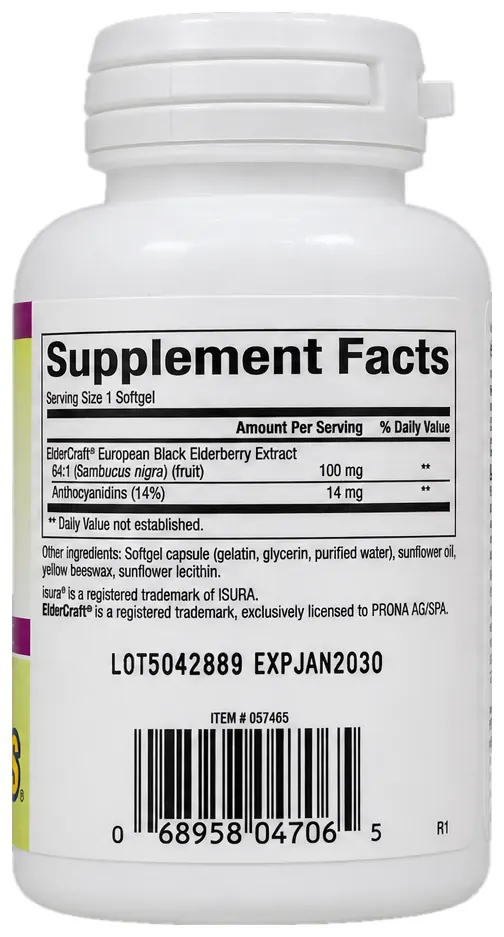 Supplement Facts
Serving Size 1 Softgel
Amount Per Serving % Daily Value
ElderCraft® European Black Elderberry Extract
64:1 (Sambucus nigra) (fruit) 100 mg **
Anthocyanidins (14%) 14 mg **
** Daily Value not established.
Other ingredients: Softgel capsule (gelatin, glycerin, purified water), sunflower oil,
yellow beeswax, sunflower lecithin.
isura® is a registered trademark of ISURA.
ElderCraft® is a registered trademark, exclusively licensed to PRONA AG/SPA.
LOT5042889 EXPJAN2030
ITEM # 057465
0 68958 04706 5
R1
S®